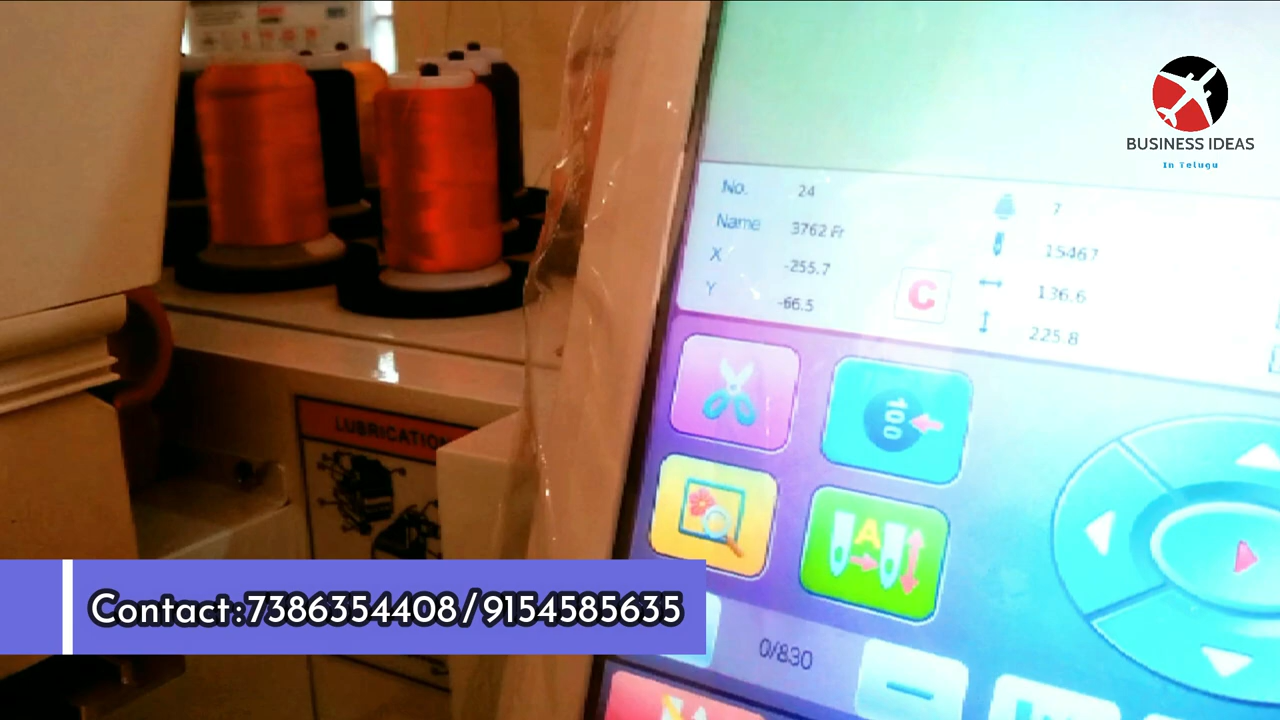 BUSINESS IDEAS
In Telugu
No. 24
Name 3762 Fr
X -255.7
Y -66.5
7
15467
136.6
225.8
C
100
A
0/830
LUBRICATION
Contact:7386354408/9154585635